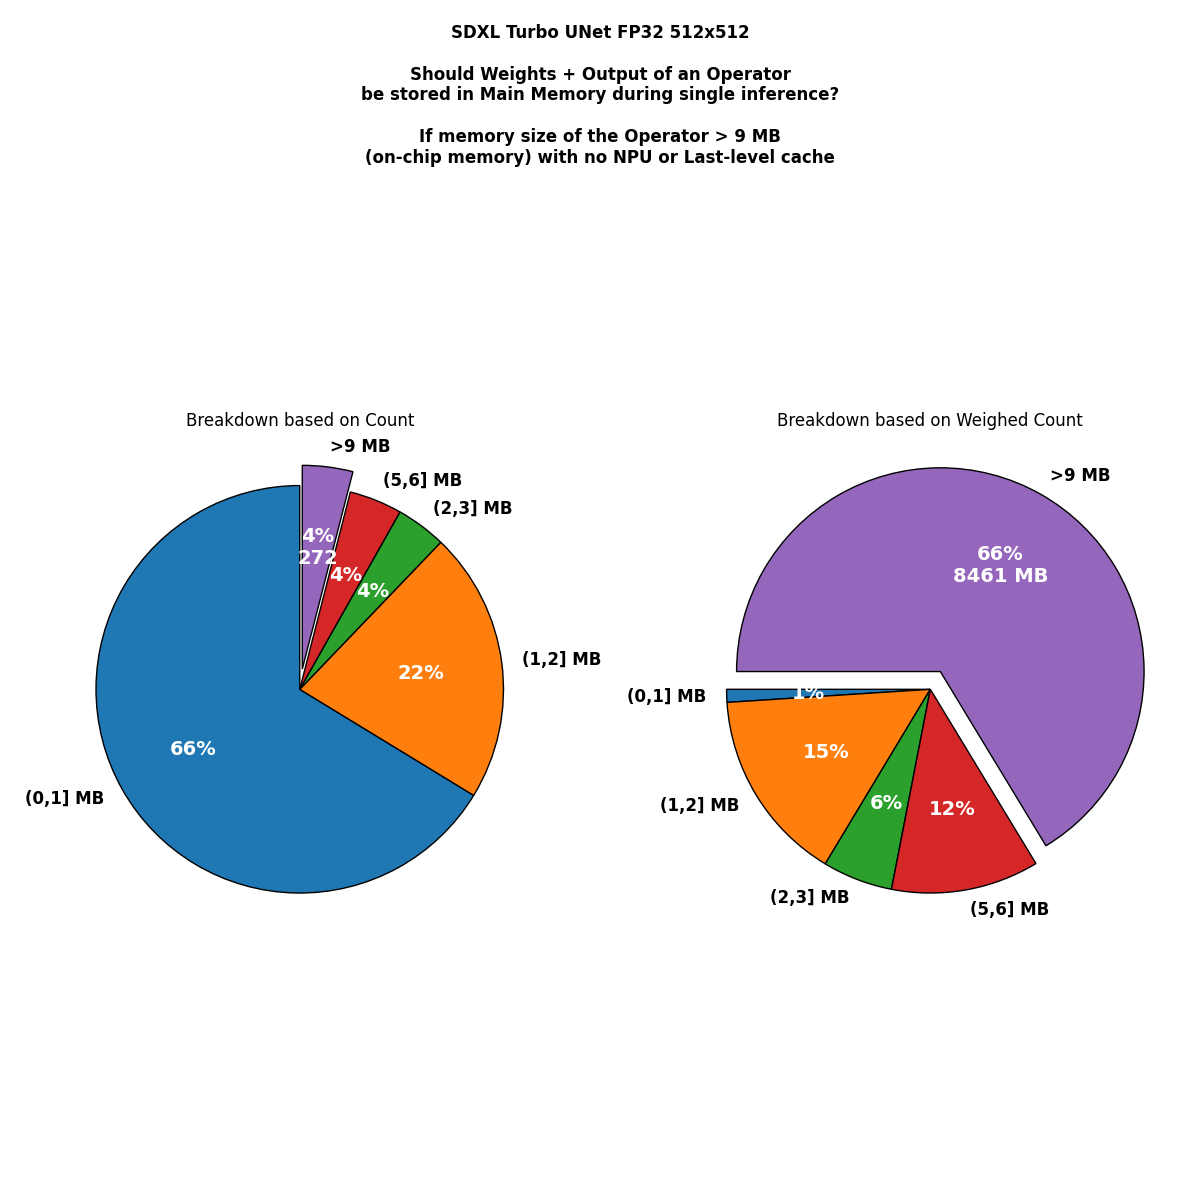 SDXL Turbo UNet FP32 512x512
Should Weights + Output of an Operator
be stored in Main Memory during single inference?
If memory size of the Operator > 9 MB
(on-chip memory) with no NPU or Last-level cache
Breakdown based on Count
>9 MB
(5,6] MB
(2,3] MB
4%
272
4%
4%
(1,2] MB
22%
66%
(0,1] MB
Breakdown based on Weighed Count
>9 MB
66%
8461 MB
(0,1] MB
1%
15%
(1,2] MB
6%
12%
(2,3] MB
(5,6] MB